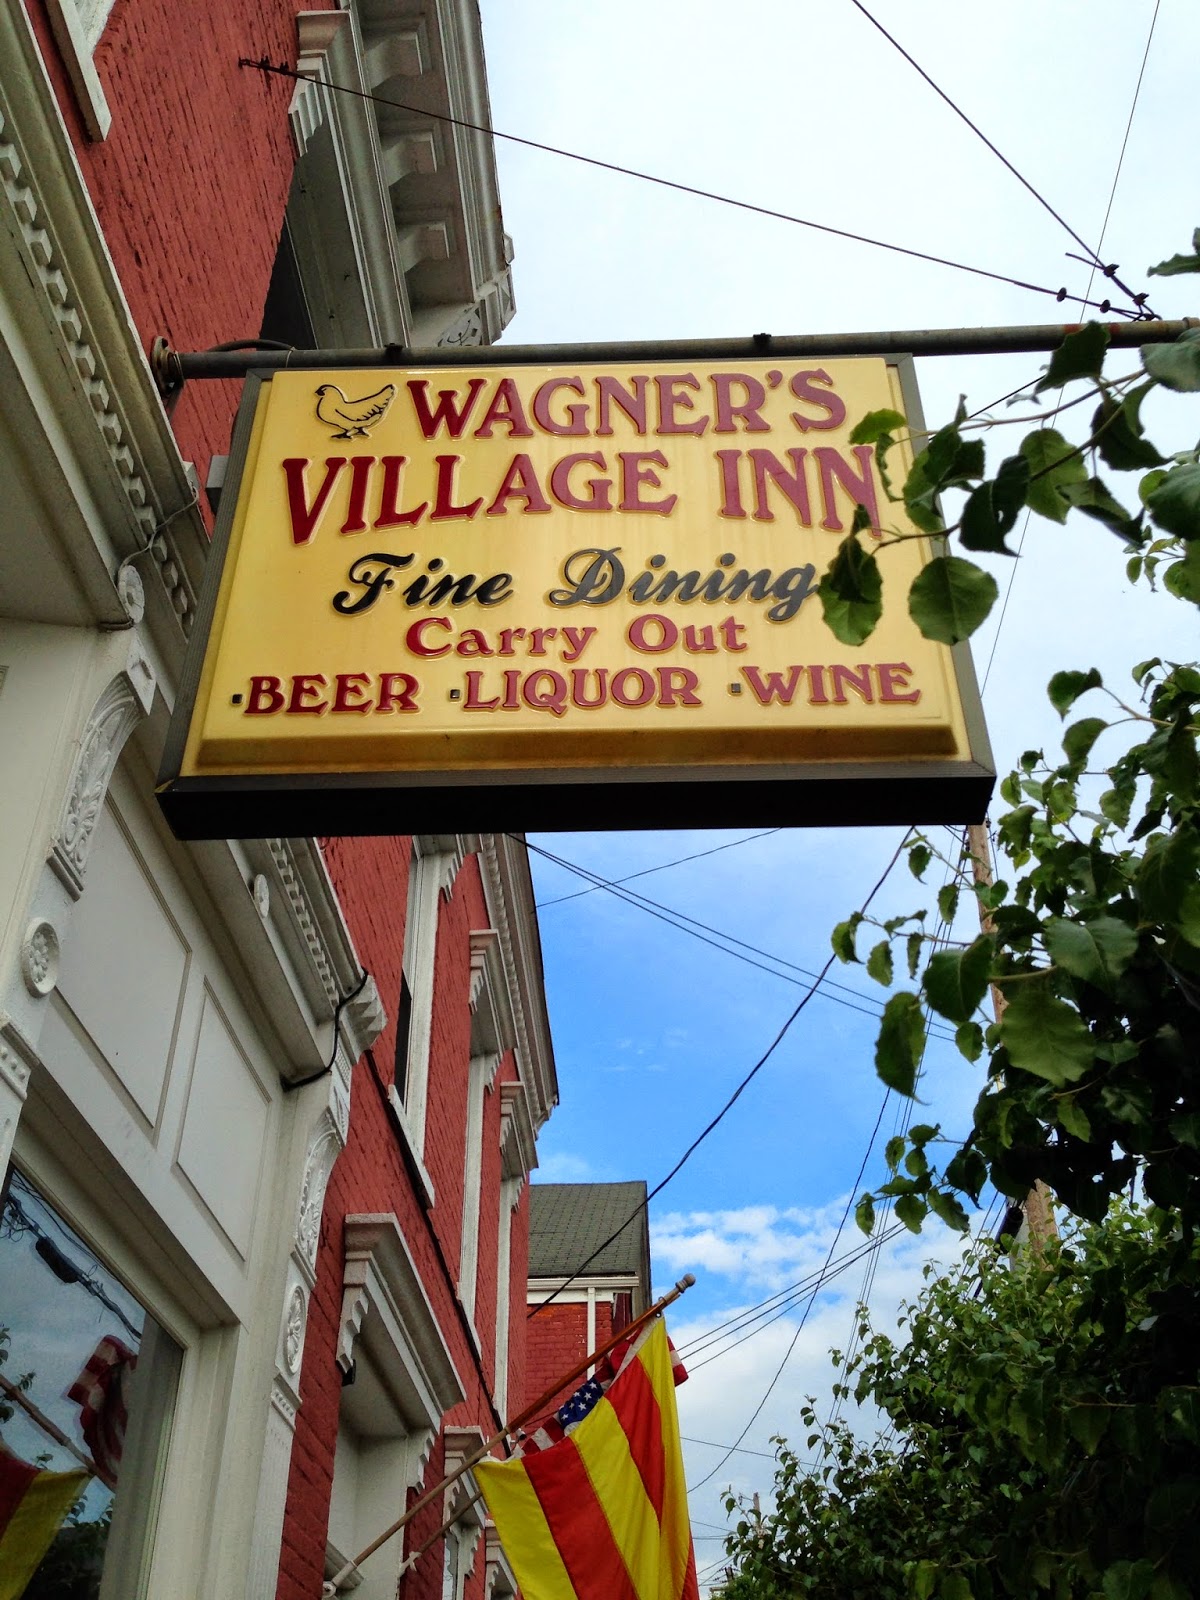 WAGNER'S
VILLAGE INN
Fine Dining
Carry Out
·BEER ·LIQUOR ·WINE